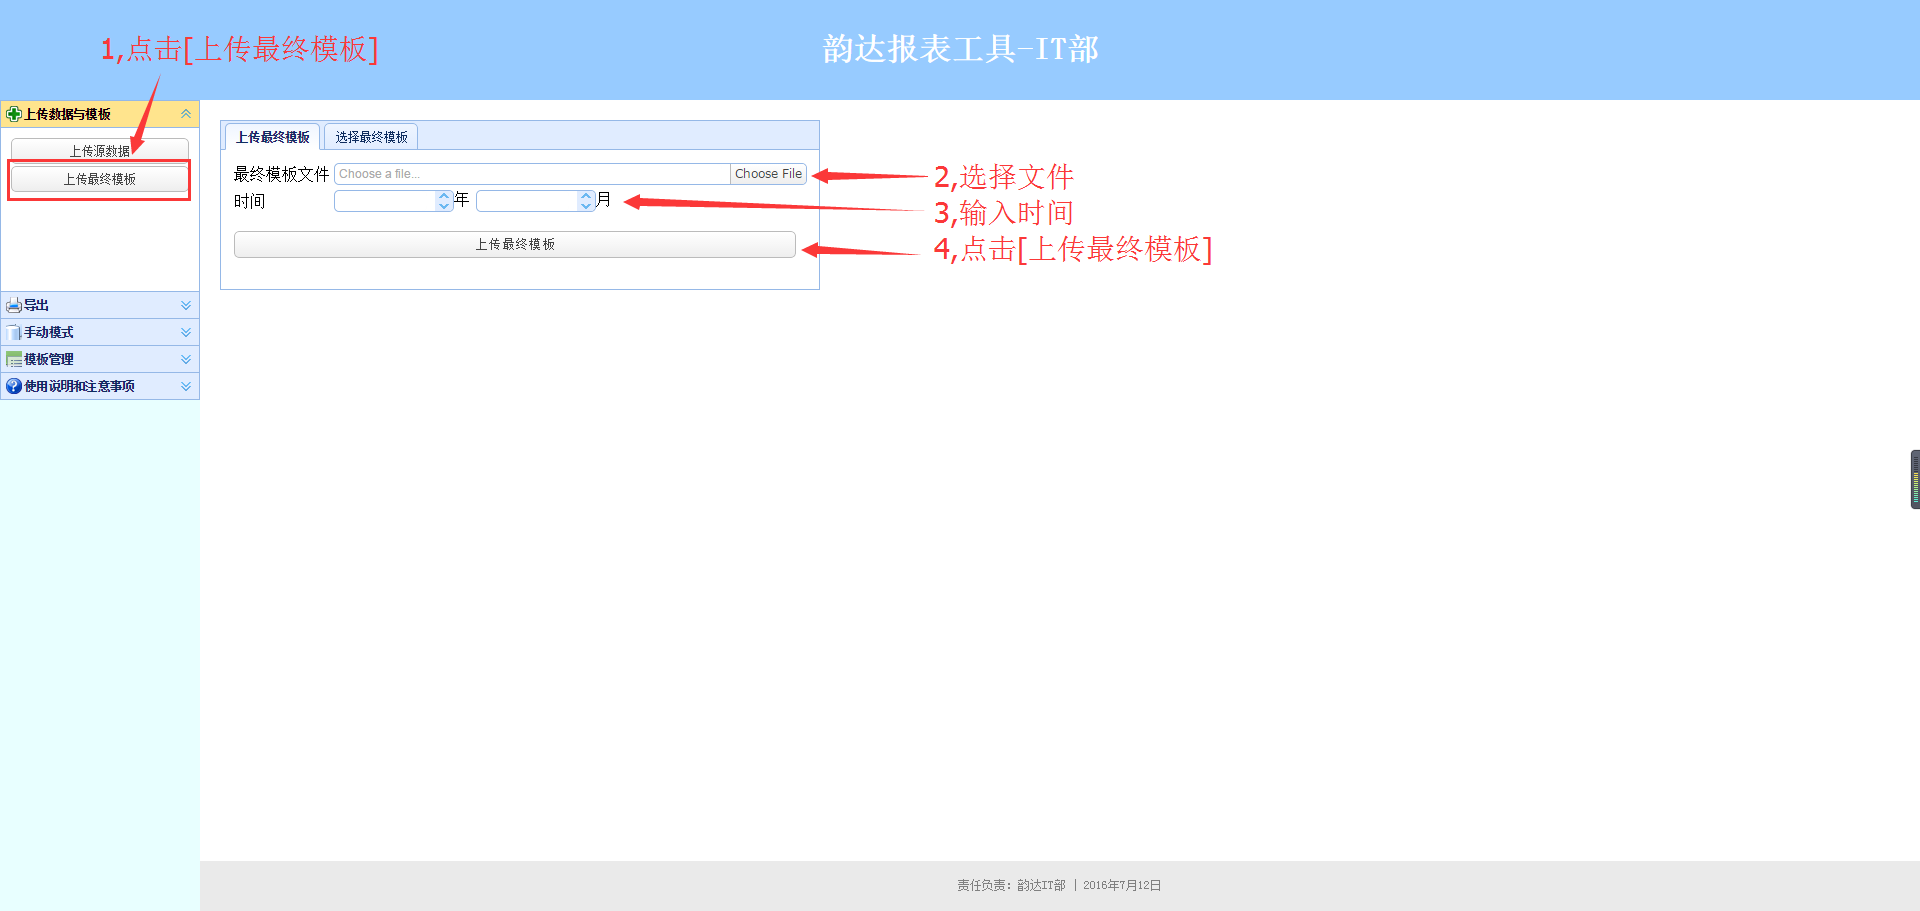 1,点击[上传最终模板]
韵达报表工具-IT部
上传数据与模板
上传源数据
上传最终模板
导出
手动模式
模板管理
使用说明和注意事项
上传最终模板
选择最终模板
最终模板文件 Choose a file... Choose File
时间 年 月
上传最终模板
2,选择文件
3,输入时间
4,点击[上传最终模板]
责任负责：韵达IT部 | 2016年7月12日